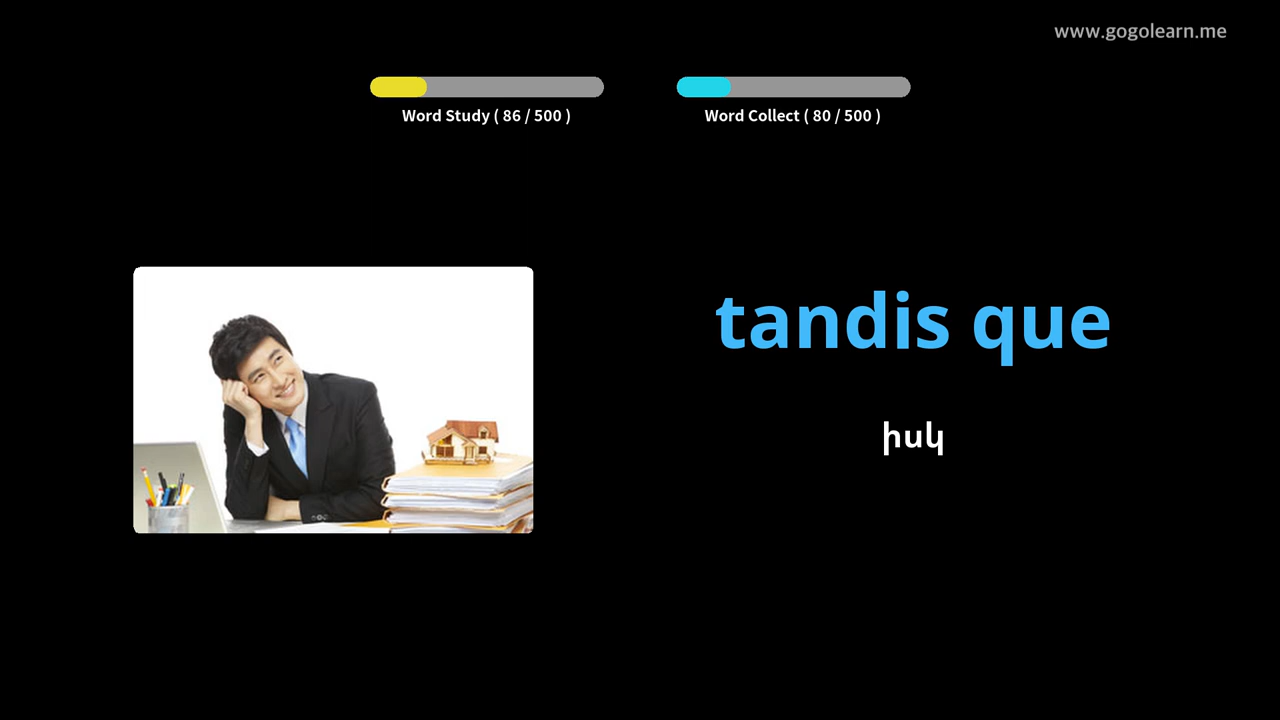 www.gogolearn.me
Word Study ( 86 / 500 )
Word Collect ( 80 / 500 )
tandis que
իսկ